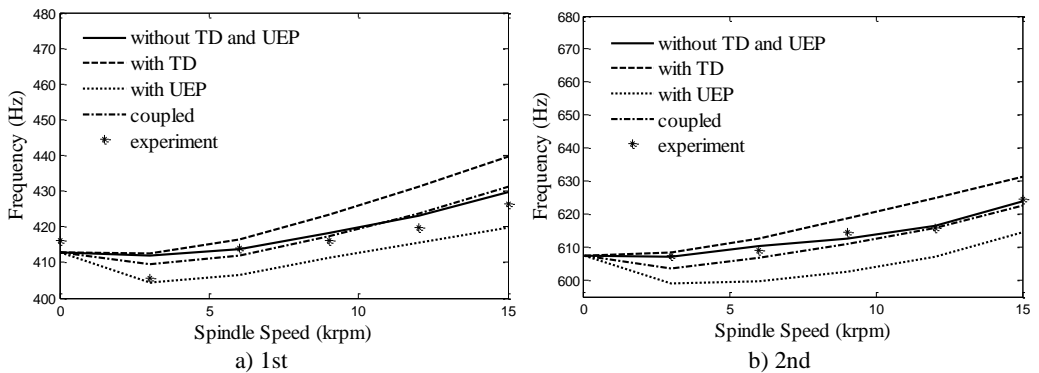 480
470
460
450
440
430
420
410
400
Frequency (Hz)
without TD and UEP
with TD
with UEP
coupled
experiment
0
5
10
15
Spindle Speed (krpm)
a) 1st
680
670
660
650
640
630
620
610
600
Frequency (Hz)
without TD and UEP
with TD
with UEP
coupled
experiment
0
5
10
15
Spindle Speed (krpm)
b) 2nd